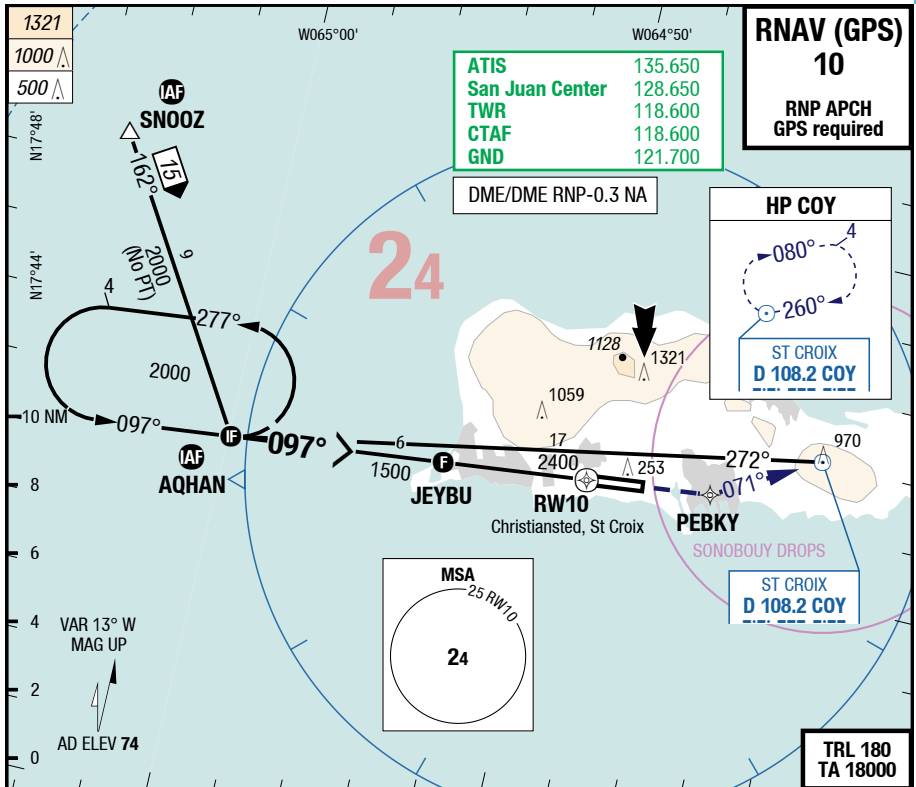 1321
1000
500
W065°00'
W064°50'
RNAV (GPS)
10
RNP APCH
GPS required
ATIS 135.650
San Juan Center 128.650
TWR 118.600
CTAF 118.600
GND 121.700
DME/DME RNP-0.3 NA
IAF
SNOOZ
N17°48'
15
162°
9
2000
(No PT)
N17°44'
24
HP COY
080°
4
260°
ST CROIX
D 108.2 COY
4
277°
2000
1128
1321
1059
10 NM
097°
IF
097°
IAF
AQHAN
6
17
1500
2400
272°
970
F
JEYBU
253
RW10
Christiansted, St Croix
071°
PEBKY
8
6
4
2
0
SONOBOUY DROPS
ST CROIX
D 108.2 COY
MSA
25 RW10
24
VAR 13° W
MAG UP
AD ELEV 74
TRL 180
TA 18000